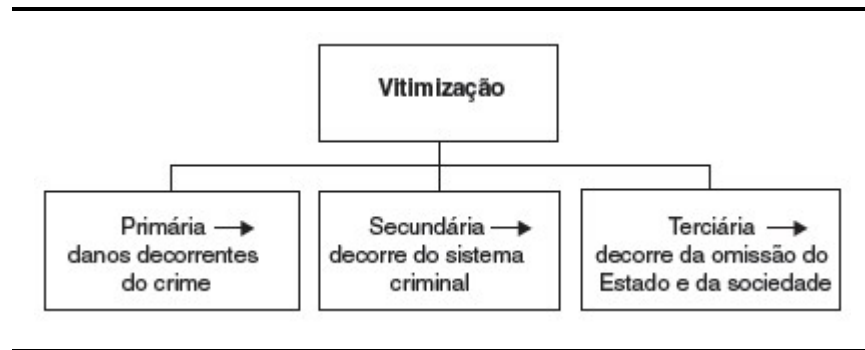 Vitimização
Primária →
danos decorrentes
do crime
Secundária →
decorre do sistema
criminal
Terciária →
decorre da omissão do
Estado e da sociedade